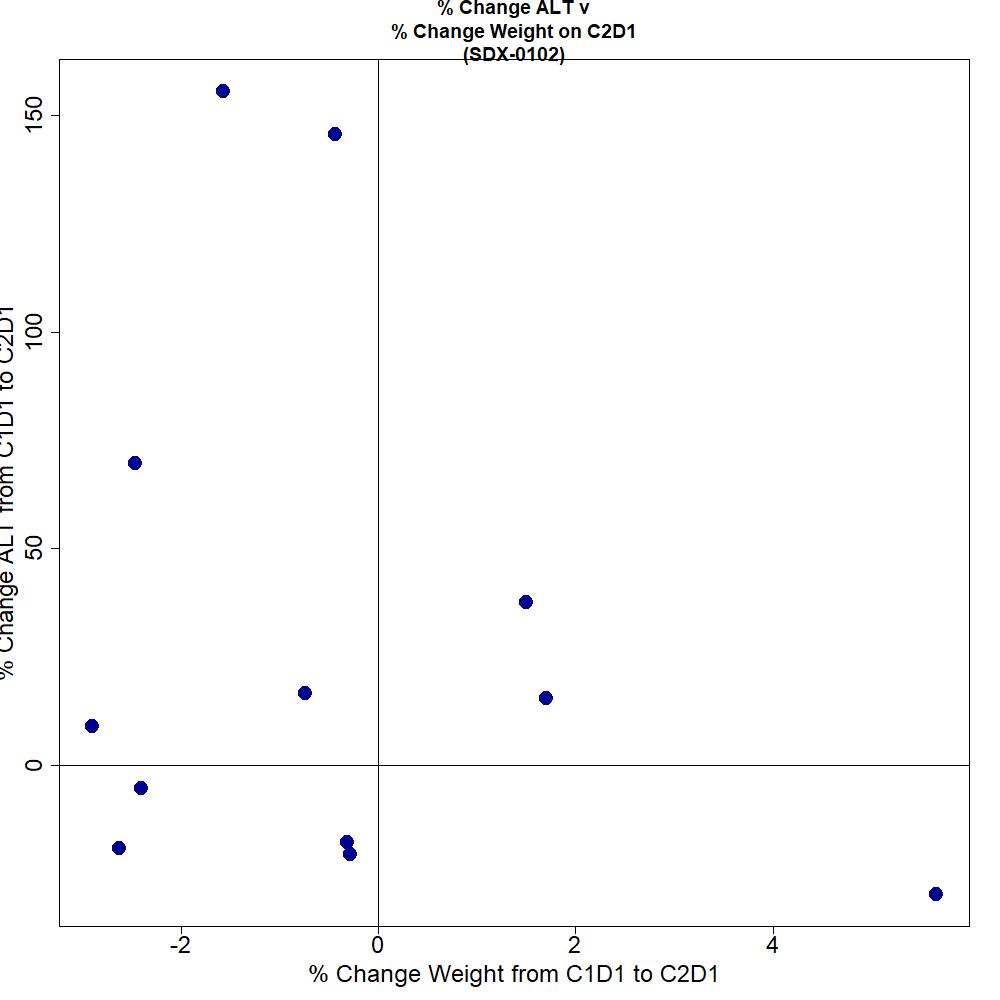 % Change ALT v
% Change Weight on C2D1
(SDX-0102)
% Change ALT from C1D1 to C2D1
150
100
50
0
-2
0
2
4
% Change Weight from C1D1 to C2D1